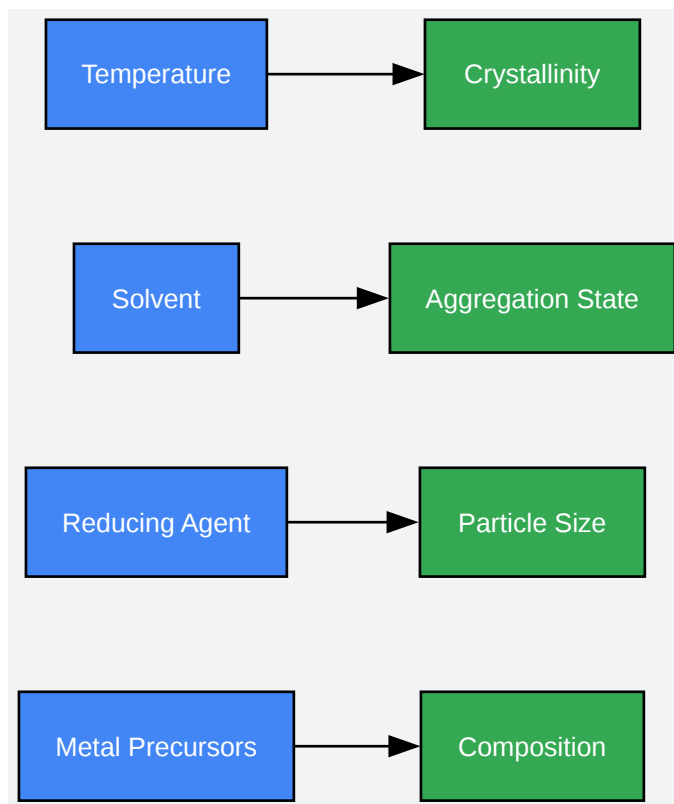 Temperature
Crystallinity
Solvent
Aggregation State
Reducing Agent
Particle Size
Metal Precursors
Composition